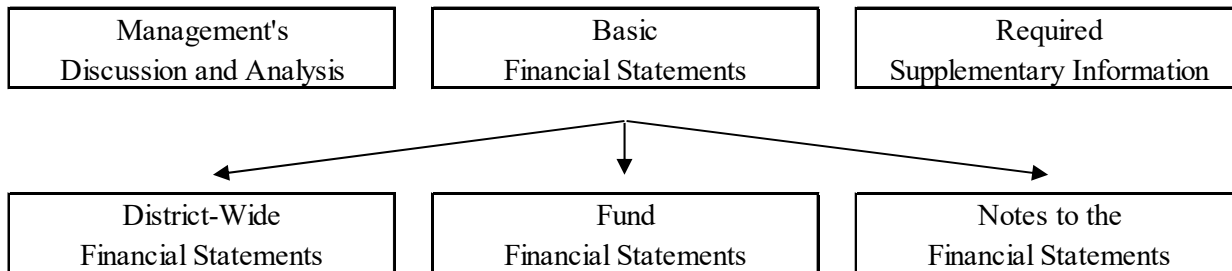 Management's
Discussion and Analysis
Basic
Financial Statements
Required
Supplementary Information
District-Wide
Financial Statements
Fund
Financial Statements
Notes to the
Financial Statements